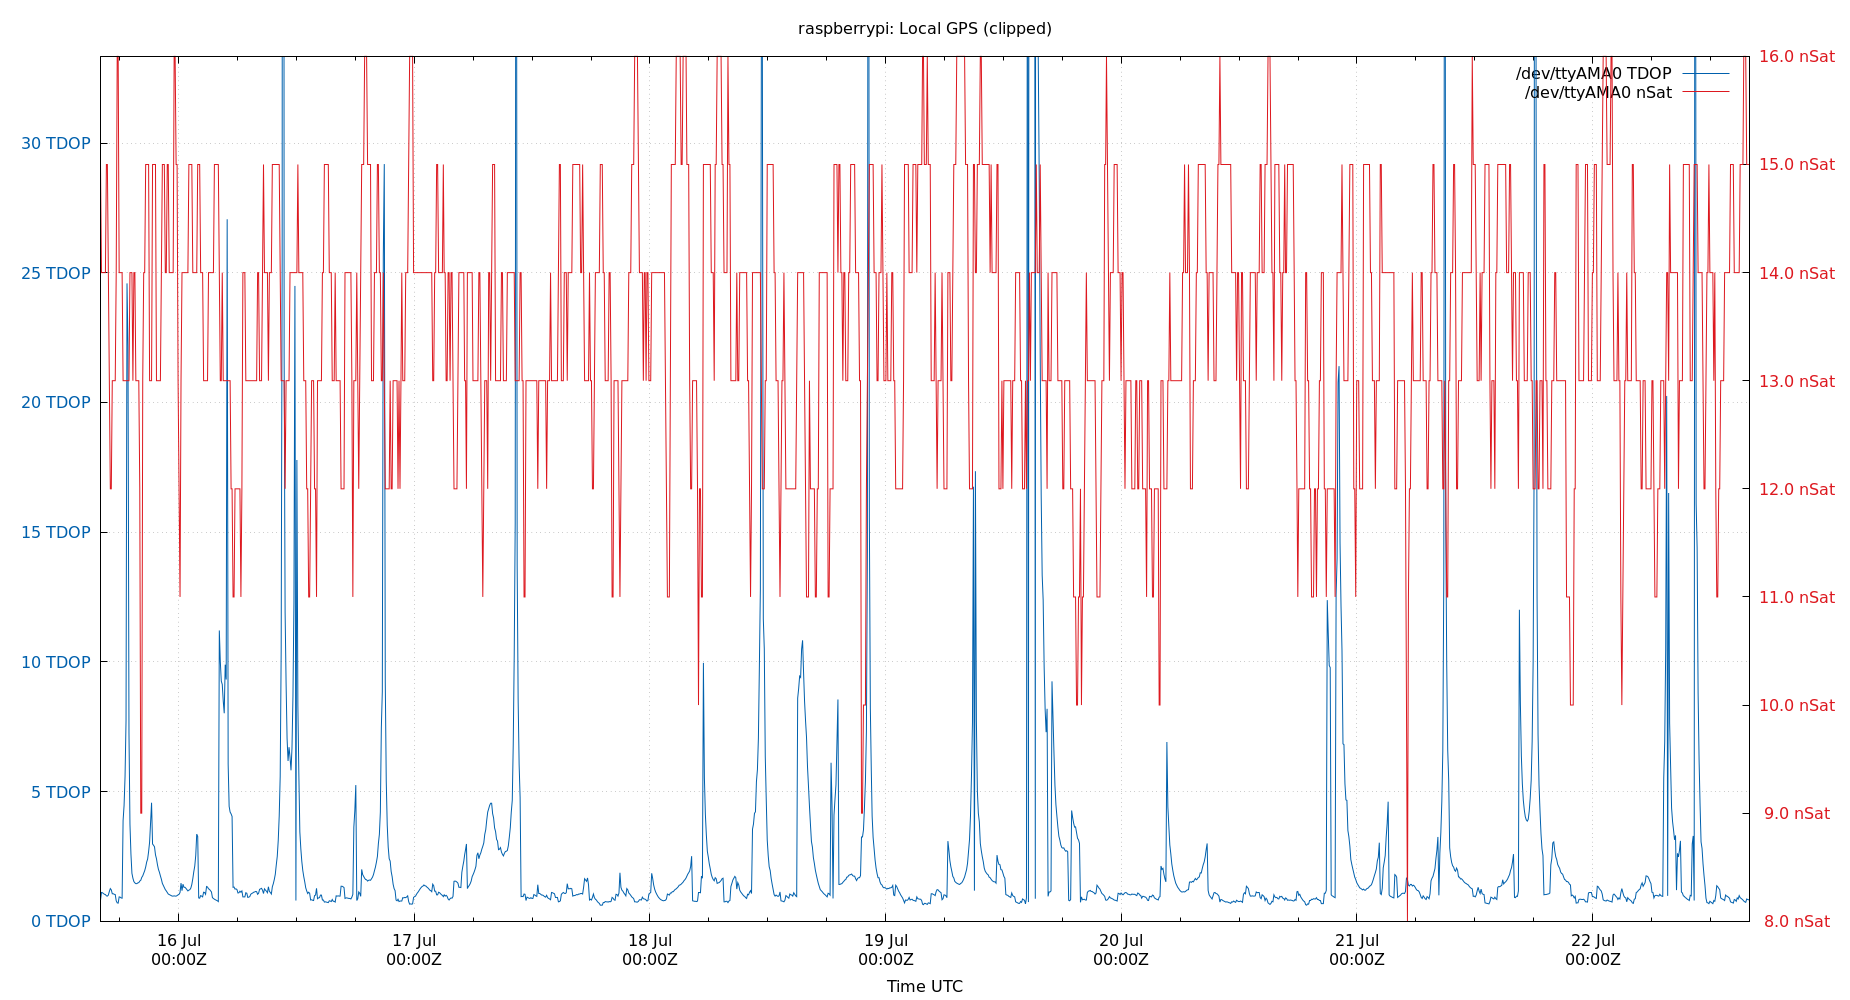 raspberrypi: Local GPS (clipped)
/dev/ttyAMA0 TDOP
/dev/ttyAMA0 nSat
30 TDOP
25 TDOP
20 TDOP
15 TDOP
10 TDOP
5 TDOP
0 TDOP
16.0 nSat
15.0 nSat
14.0 nSat
13.0 nSat
12.0 nSat
11.0 nSat
10.0 nSat
9.0 nSat
8.0 nSat
16 Jul
00:00Z
17 Jul
00:00Z
18 Jul
00:00Z
19 Jul
00:00Z
20 Jul
00:00Z
21 Jul
00:00Z
22 Jul
00:00Z
Time UTC